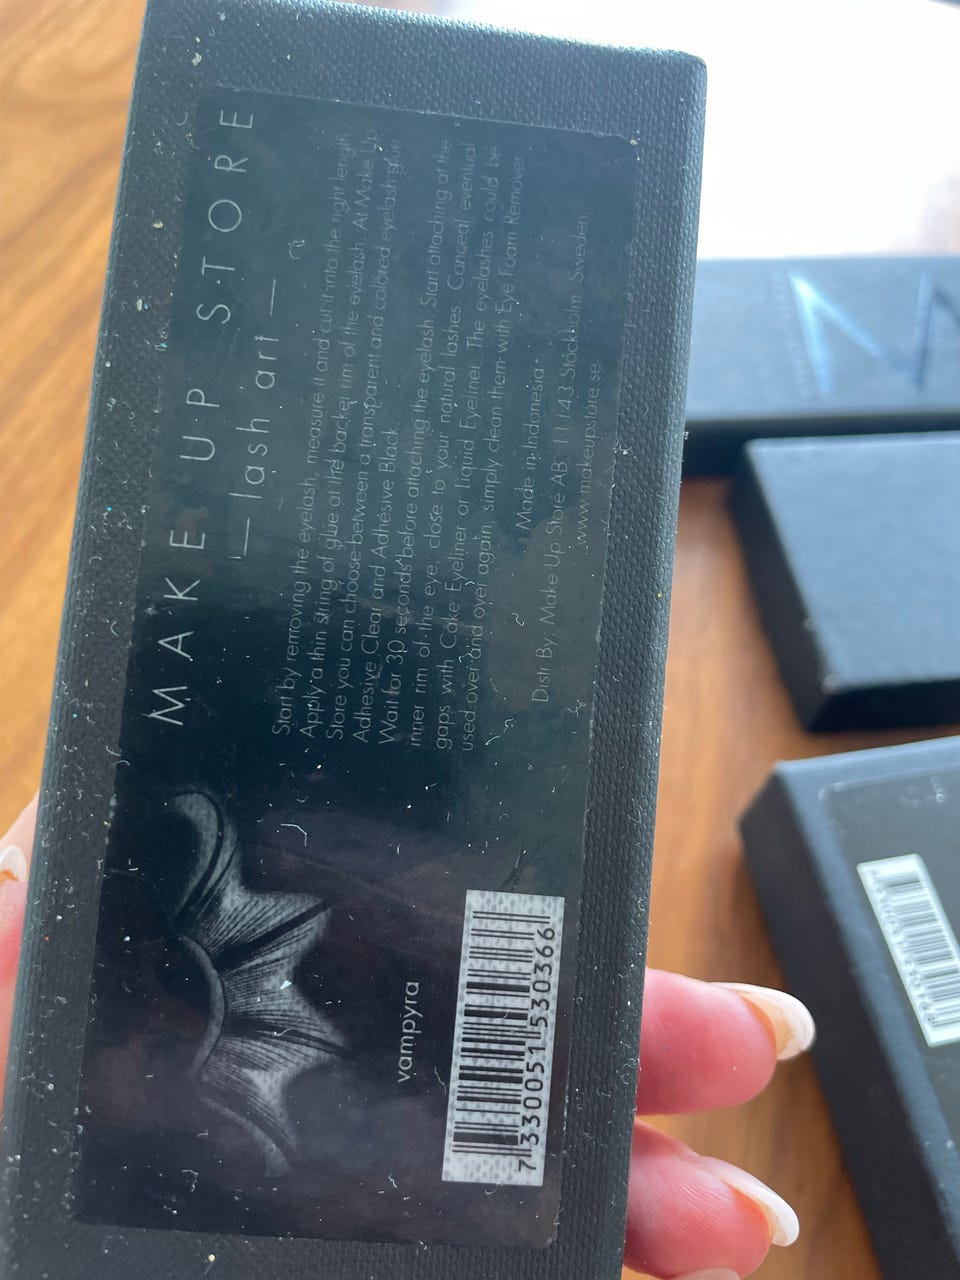 MAKE UP STORE
lash art
Start by removing the eyelash, measure it and cut it into the right length
Apply a thin string of glue at the backer rim of the eyelash. At Make Up
Store you can choose between a transparent and colored eyelash glue
Adhesive Clear and Adhesive Black.
Wait for 30 seconds before attaching the eyelash. Start attaching at the
inner rim of the eye, close to your natural lashes. Conceal eventual
gaps with Cake Eyeliner or Liquid Eyeliner. The eyelashes could be
used over and over again, simply clean them with Eye Foam Remover
Made in Indonesia
Distr By. Make Up Store AB, 111 43 Stockholm Sweden
www.makeupstore.se
vampyra
7330051530366